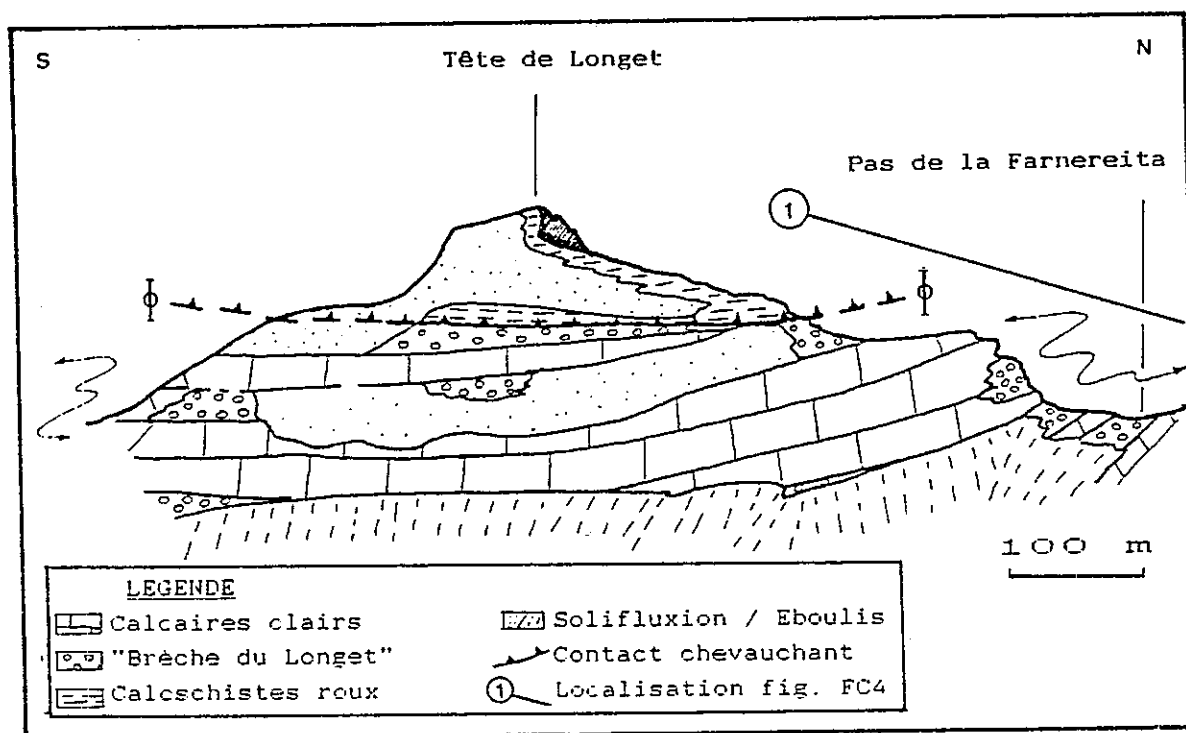 S
Tête de Longet
N
Pas de la Farnereita
1
100 m
LEGENDE
Calcaires clairs
"Brèche du Longet"
Calcschistes roux
Solifluxion / Eboulis
Contact chevauchant
1 Localisation fig. FC4